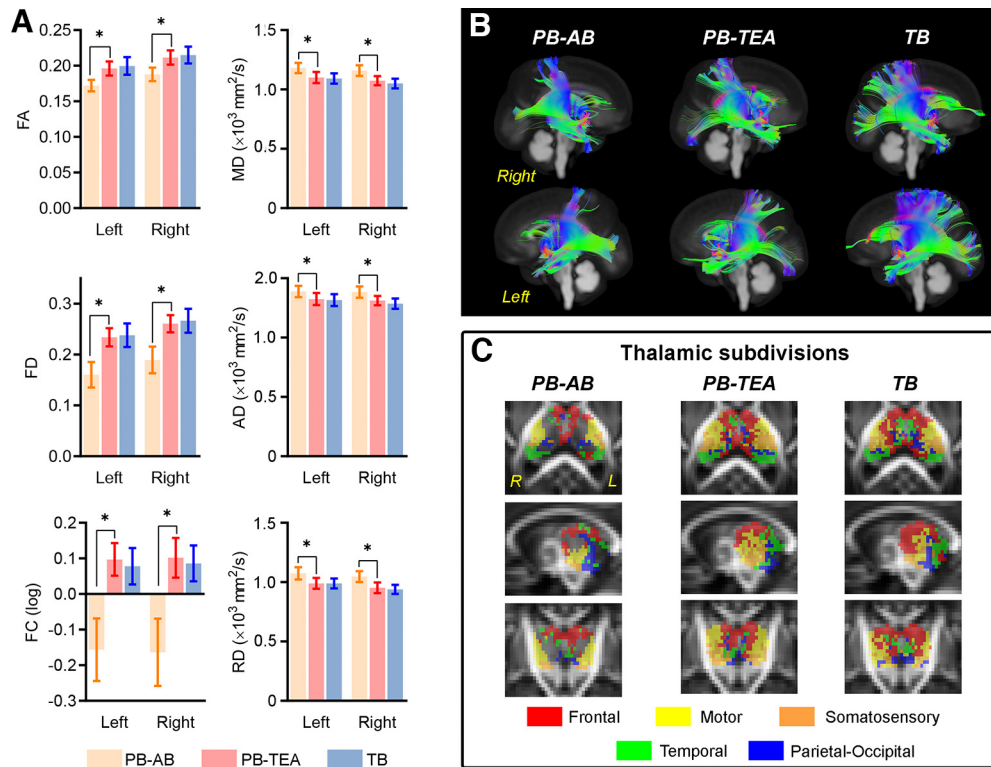 A
FA
0.25
0.20
0.15
0.10
0.05
0.00
*
*
Left
Right
MD (×10³ mm²/s)
1.5
1.0
0.5
0
*
*
Left
Right
FD
0.3
0.2
0.1
0.0
*
*
Left
Right
AD (×10³ mm²/s)
2.0
1.0
0.5
0
*
*
Left
Right
FC (log)
0.2
0.1
0.0
-0.1
-0.2
-0.3
*
*
Left
Right
RD (×10³ mm²/s)
1.5
1.0
0.5
0
*
*
Left
Right
PB-AB PB-TEA TB
B
PB-AB PB-TEA TB
Right
Left
C
Thalamic subdivisions
PB-AB PB-TEA TB
R L
Frontal Motor Somatosensory
Temporal Parietal-Occipital